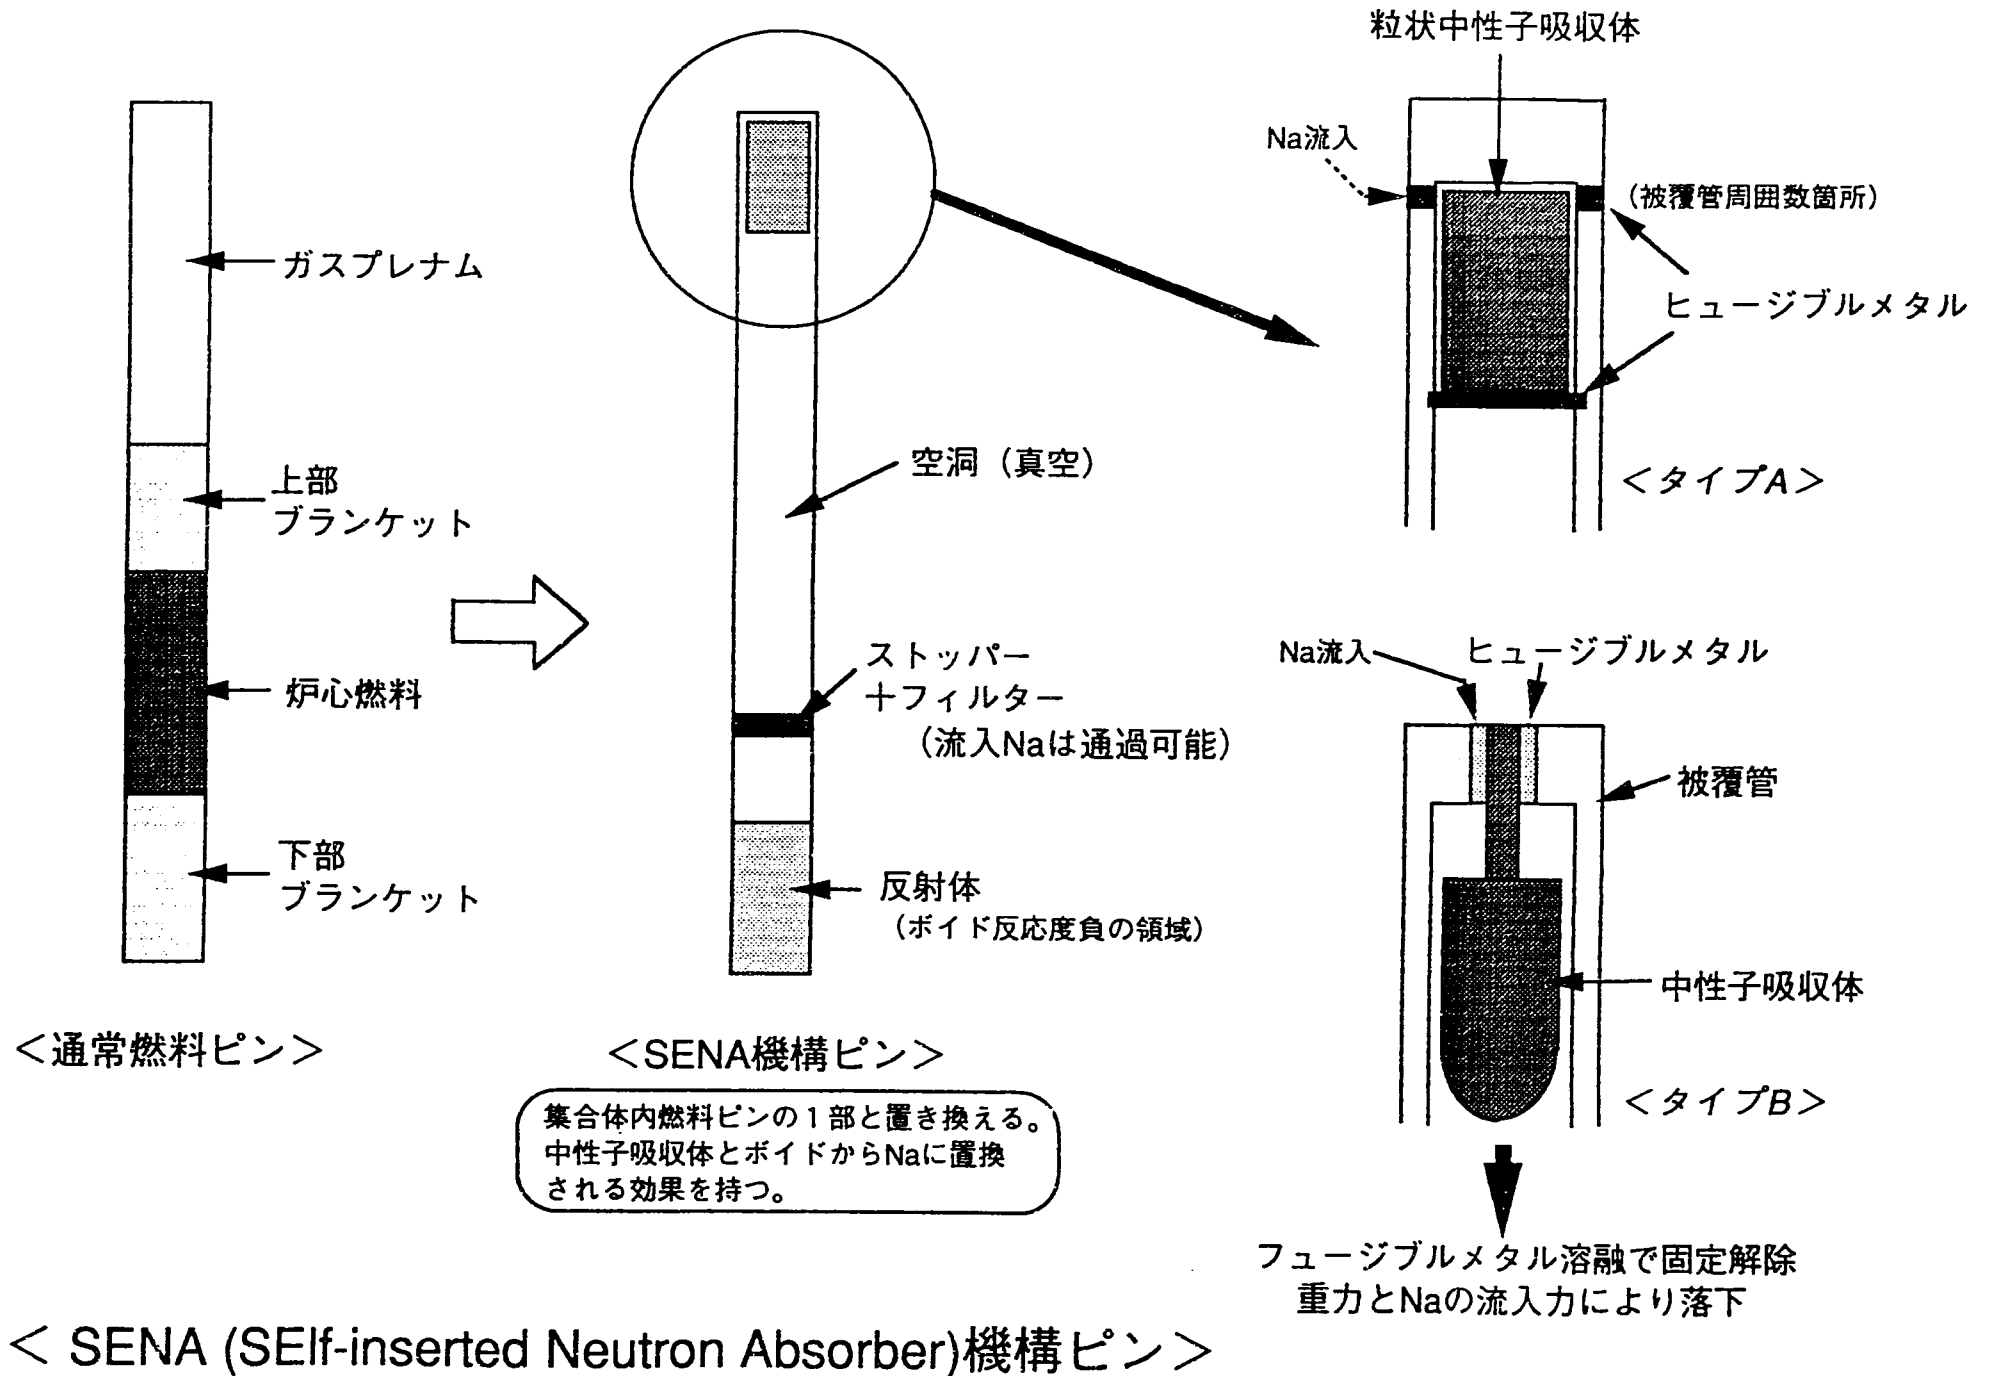 ガスプレナム
上部
ブランケット
炉心燃料
下部
ブランケット
＜通常燃料ピン＞
空洞（真空）
ストッパー
＋フィルター
（流入Naは通過可能）
反射体
（ボイド反応度負の領域）
＜SENA機構ピン＞
集合体内燃料ピンの１部と置き換える。
中性子吸収体とボイドからNaに置換
される効果を持つ。
粒状中性子吸収体
Na流入
（被覆管周囲数箇所）
ヒュージブルメタル
＜タイプA＞
Na流入
ヒュージブルメタル
被覆管
中性子吸収体
＜タイプB＞
フュージブルメタル溶融で固定解除
重力とNaの流入力により落下
＜ SENA (SElf-inserted Neutron Absorber)機構ピン＞